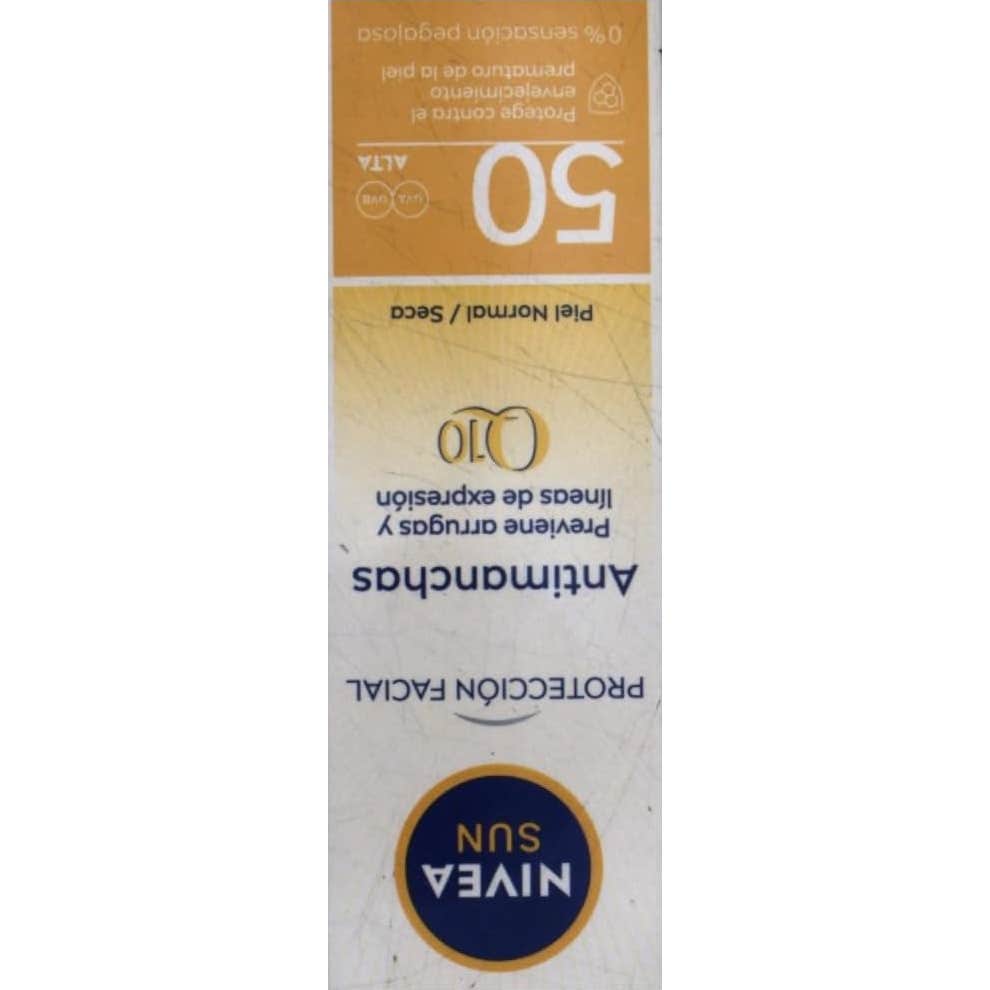 NIVEA
SUN
PROTECCIÓN FACIAL
Antimanchas
Previene arrugas y
líneas de expresión
Q10
Piel Normal / Seca
50
UVA UVB
ALTA
Protege contra el
envejecimiento
prematuro de la piel
0% sensación pegajosa